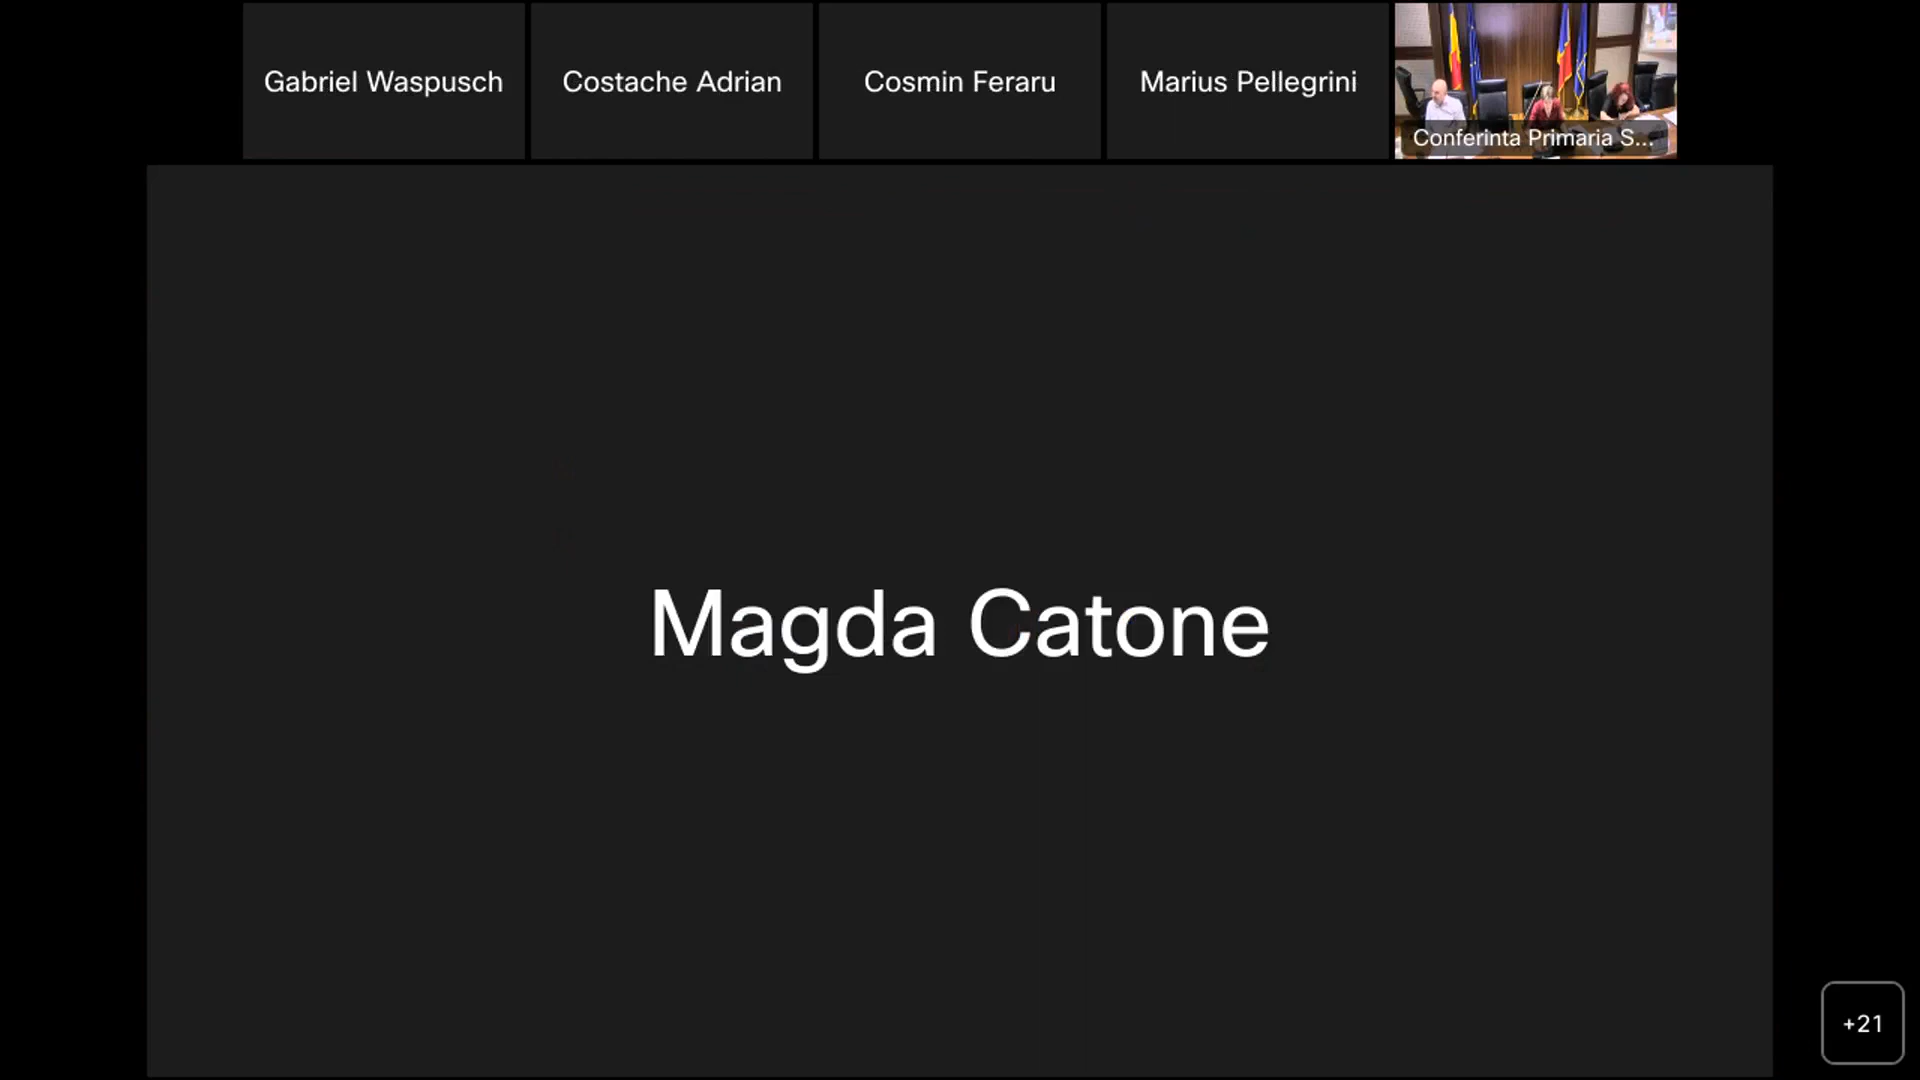 Gabriel Waspusch
Costache Adrian
Cosmin Feraru
Marius Pellegrini
Conferinta Primaria S...
Magda Catone
+21